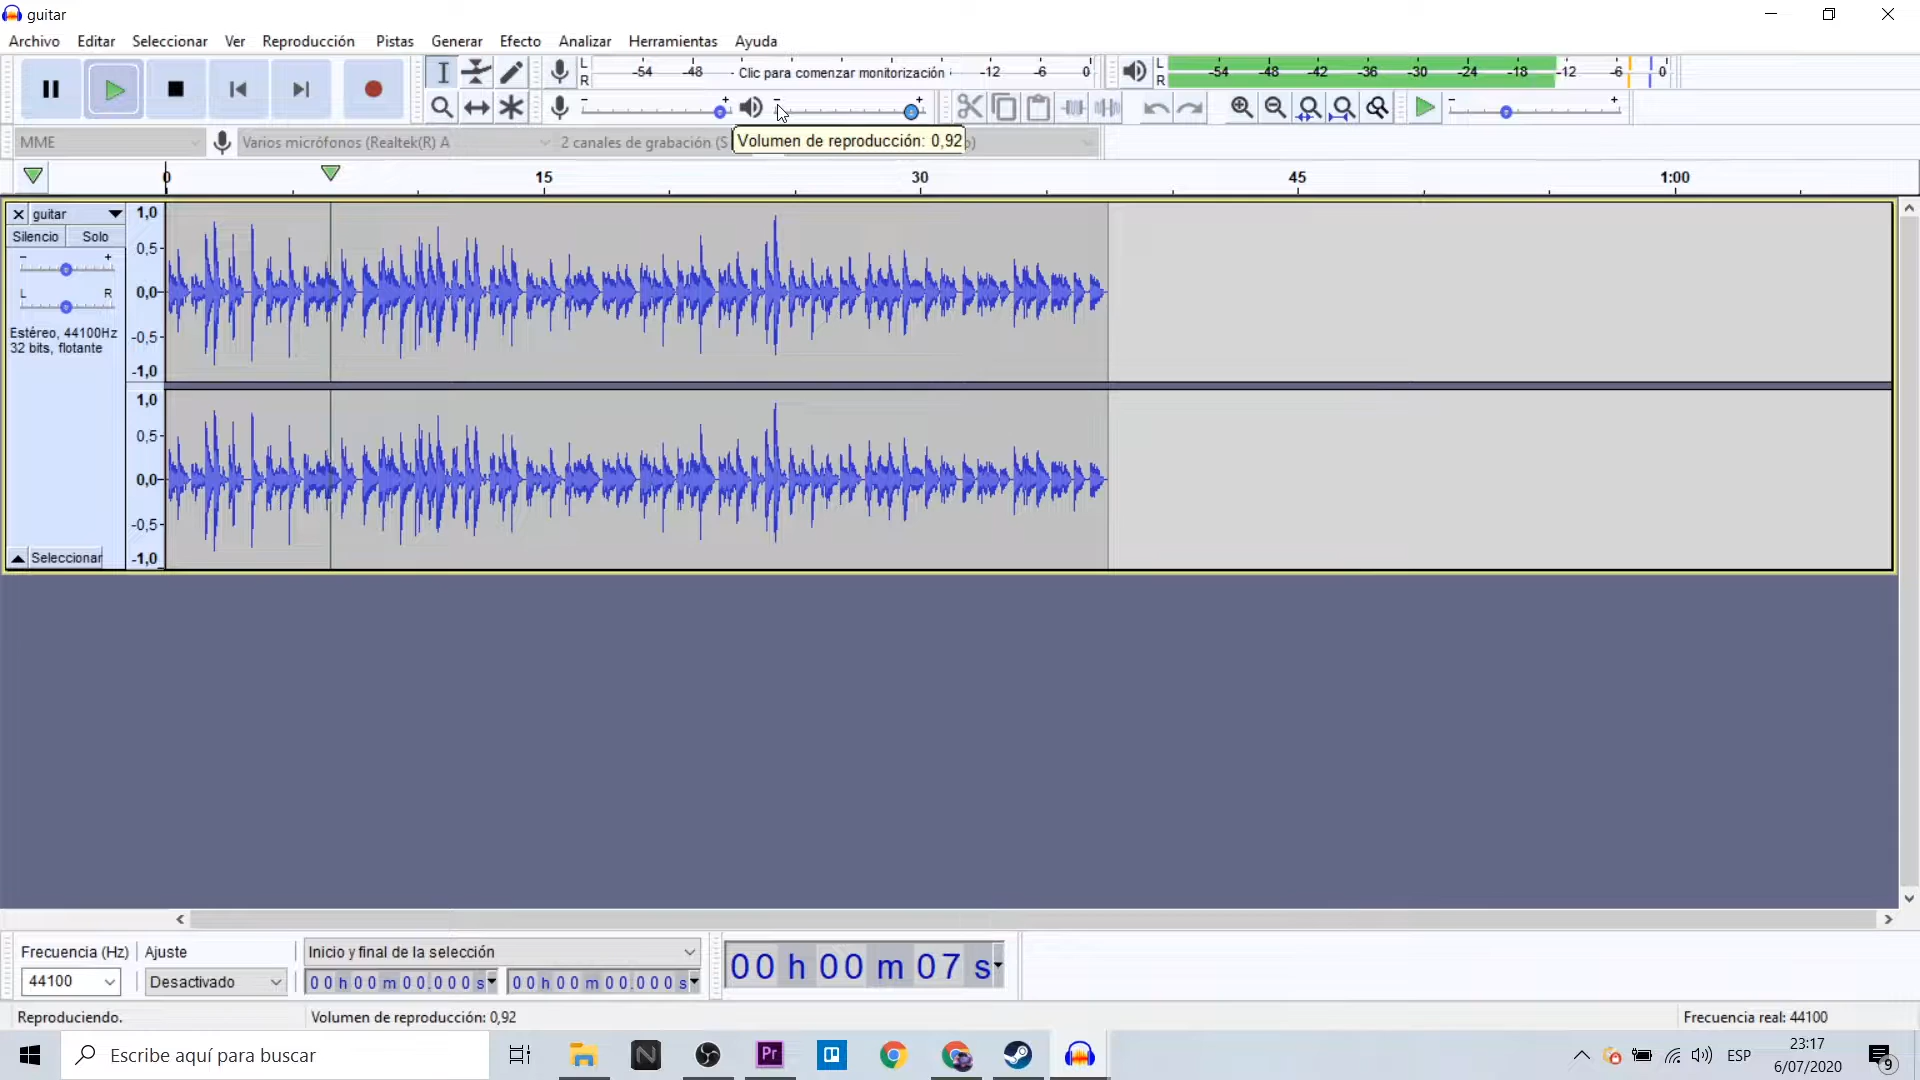 guitar
Archivo Editar Seleccionar Ver Reproducción Pistas Generar Efecto Analizar Herramientas Ayuda
L R -54 -48 Clic para comenzar monitorización -12 -6 0
L R -54 -48 -42 -36 -30 -24 -18 -12 -6 0
MME Varios micrófonos (Realtek(R) A 2 canales de grabación (S
Volumen de reproducción: 0,92
0 15 30 45 1:00
guitar
Silencio Solo
- +
L R
Estéreo, 44100Hz
32 bits, flotante
Seleccionar
1,0
0,5
0,0
-0,5
-1,0
1,0
0,5
0,0
-0,5
-1,0
Frecuencia (Hz) Ajuste Inicio y final de la selección
44100 Desactivado 00 h 00 m 00.000 s 00 h 00 m 00.000 s
00 h 00 m 07 s
Reproduciendo. Volumen de reproducción: 0,92 Frecuencia real: 44100
Escribe aquí para buscar
N
Pr
ESP
23:17
6/07/2020
9